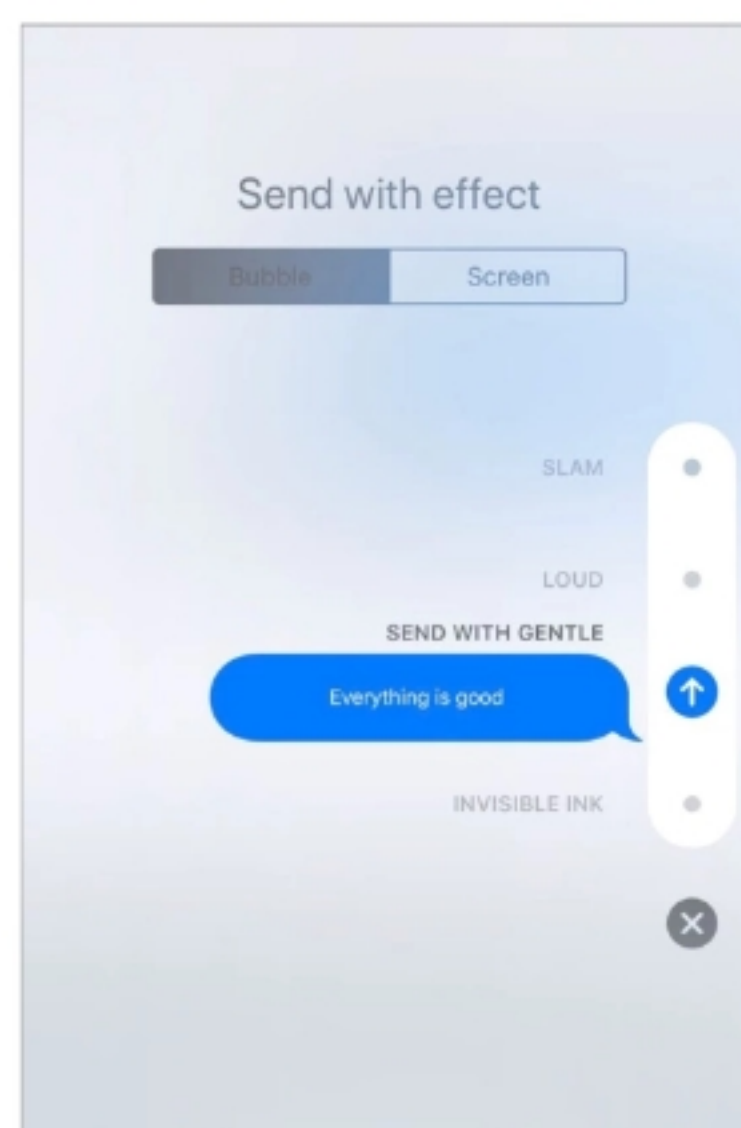 Send with effect
Bubble Screen
SLAM
LOUD
SEND WITH GENTLE
Everything is good
INVISIBLE INK